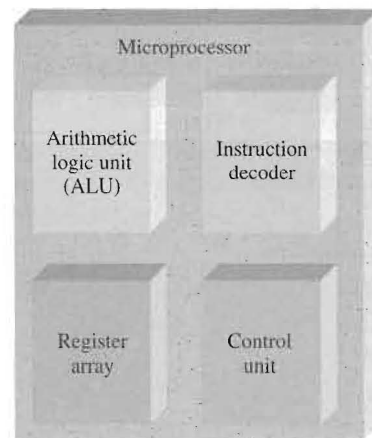 Microprocessor
Arithmetic
logic unit
(ALU)
Instruction
decoder
Register
array
Control
unit